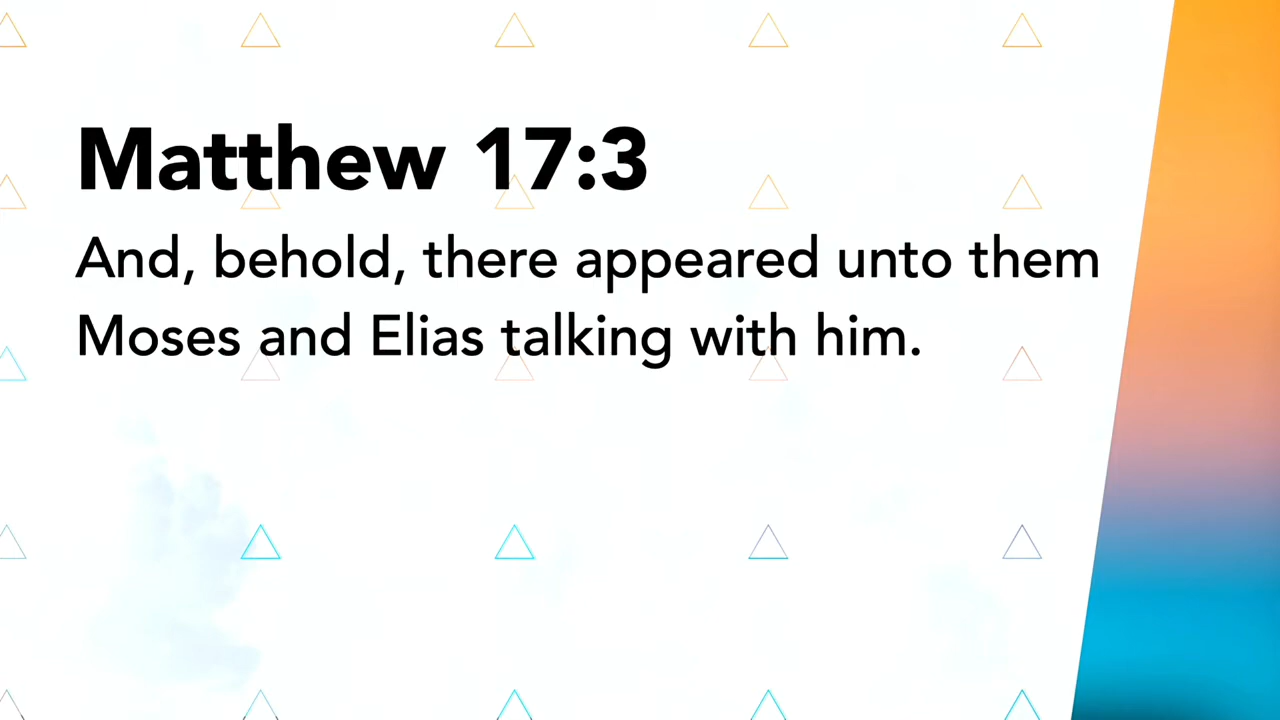 Matthew 17:3
And, behold, there appeared unto them
Moses and Elias talking with him.